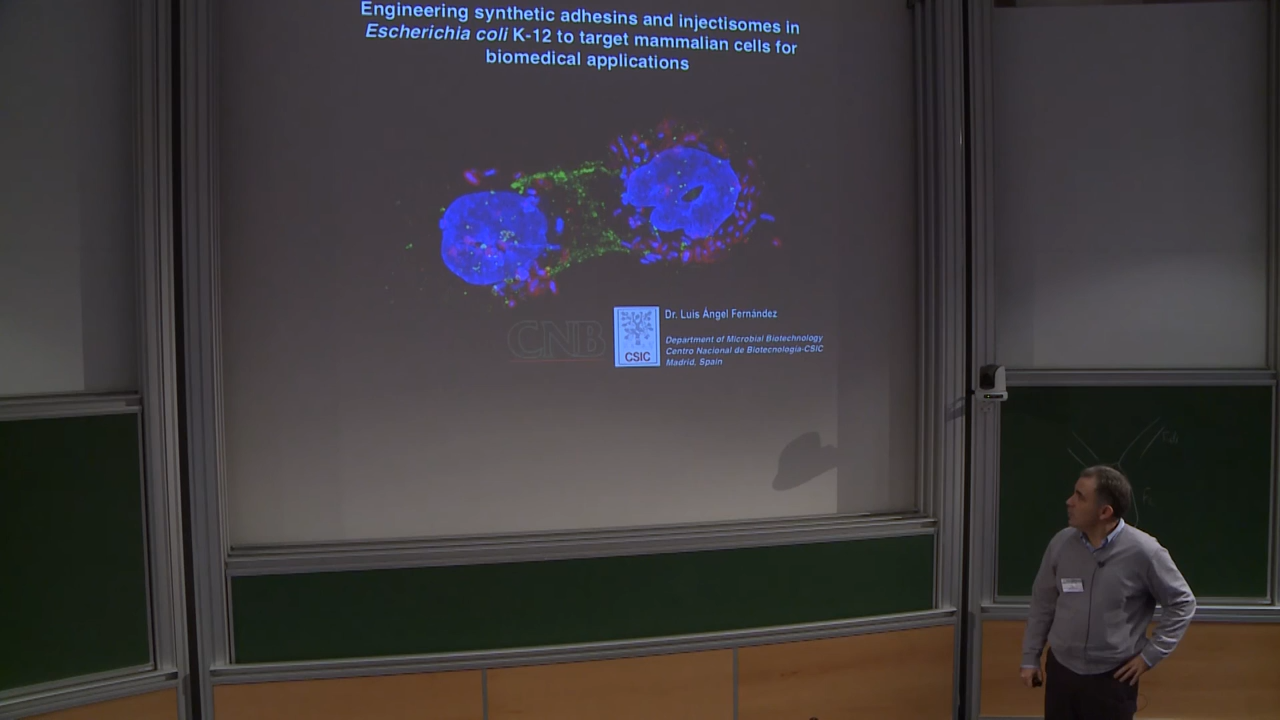 Engineering synthetic adhesins and injectisomes in
Escherichia coli K-12 to target mammalian cells for
biomedical applications
CNB
CSIC
Dr. Luis Ángel Fernández
Department of Microbial Biotechnology
Centro Nacional de Biotecnología-CSIC
Madrid, Spain